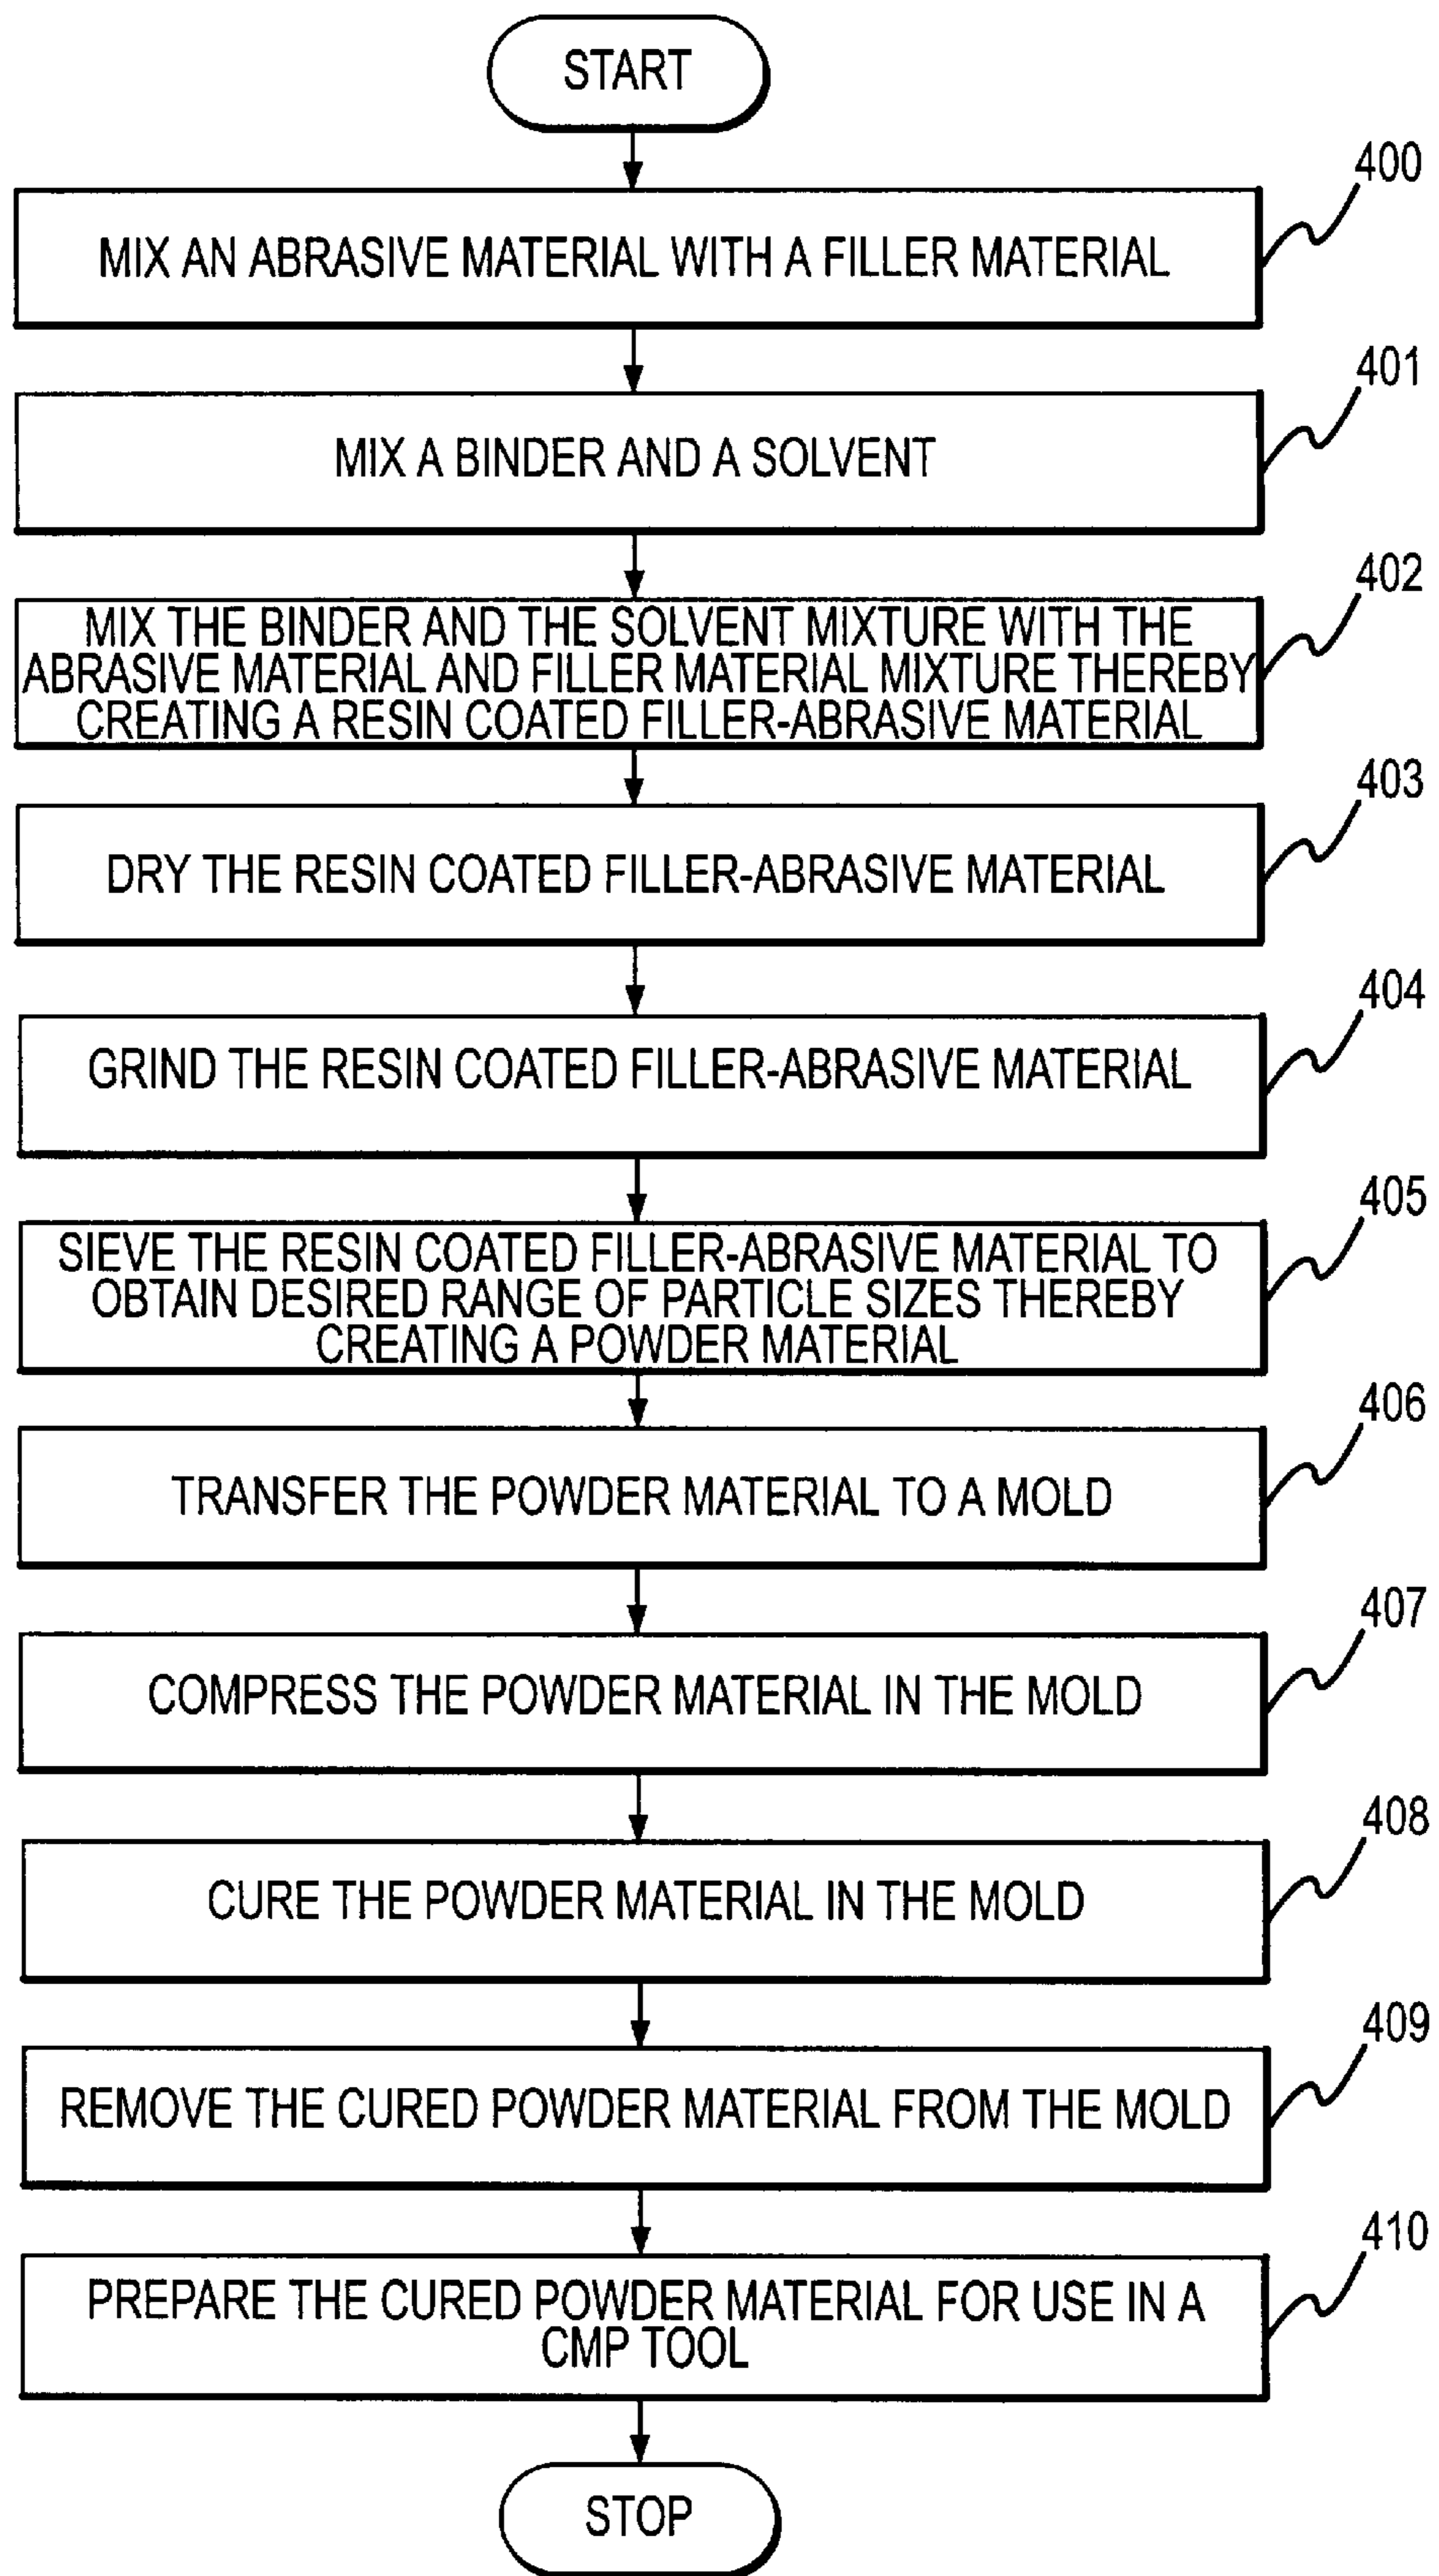 START
400
MIX AN ABRASIVE MATERIAL WITH A FILLER MATERIAL
401
MIX A BINDER AND A SOLVENT
402
MIX THE BINDER AND THE SOLVENT MIXTURE WITH THE
ABRASIVE MATERIAL AND FILLER MATERIAL MIXTURE THEREBY
CREATING A RESIN COATED FILLER-ABRASIVE MATERIAL
403
DRY THE RESIN COATED FILLER-ABRASIVE MATERIAL
404
GRIND THE RESIN COATED FILLER-ABRASIVE MATERIAL
405
SIEVE THE RESIN COATED FILLER-ABRASIVE MATERIAL TO
OBTAIN DESIRED RANGE OF PARTICLE SIZES THEREBY
CREATING A POWDER MATERIAL
406
TRANSFER THE POWDER MATERIAL TO A MOLD
407
COMPRESS THE POWDER MATERIAL IN THE MOLD
408
CURE THE POWDER MATERIAL IN THE MOLD
409
REMOVE THE CURED POWDER MATERIAL FROM THE MOLD
410
PREPARE THE CURED POWDER MATERIAL FOR USE IN A
CMP TOOL
STOP